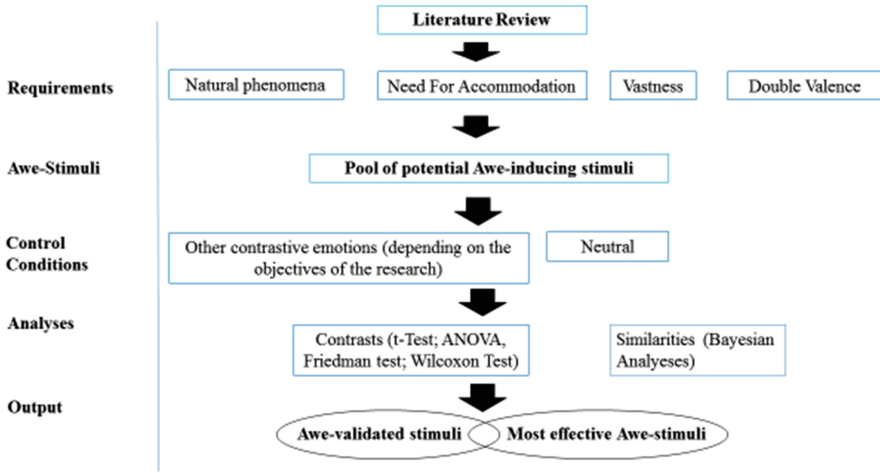 Literature Review
Requirements
Natural phenomena
Need For Accommodation
Vastness
Double Valence
Awe-Stimuli
Pool of potential Awe-inducing stimuli
Control
Conditions
Other contrastive emotions (depending on the
objectives of the research)
Neutral
Analyses
Contrasts (t-Test; ANOVA,
Friedman test; Wilcoxon Test)
Similarities (Bayesian
Analyeses)
Output
Awe-validated stimuli
Most effective Awe-stimuli